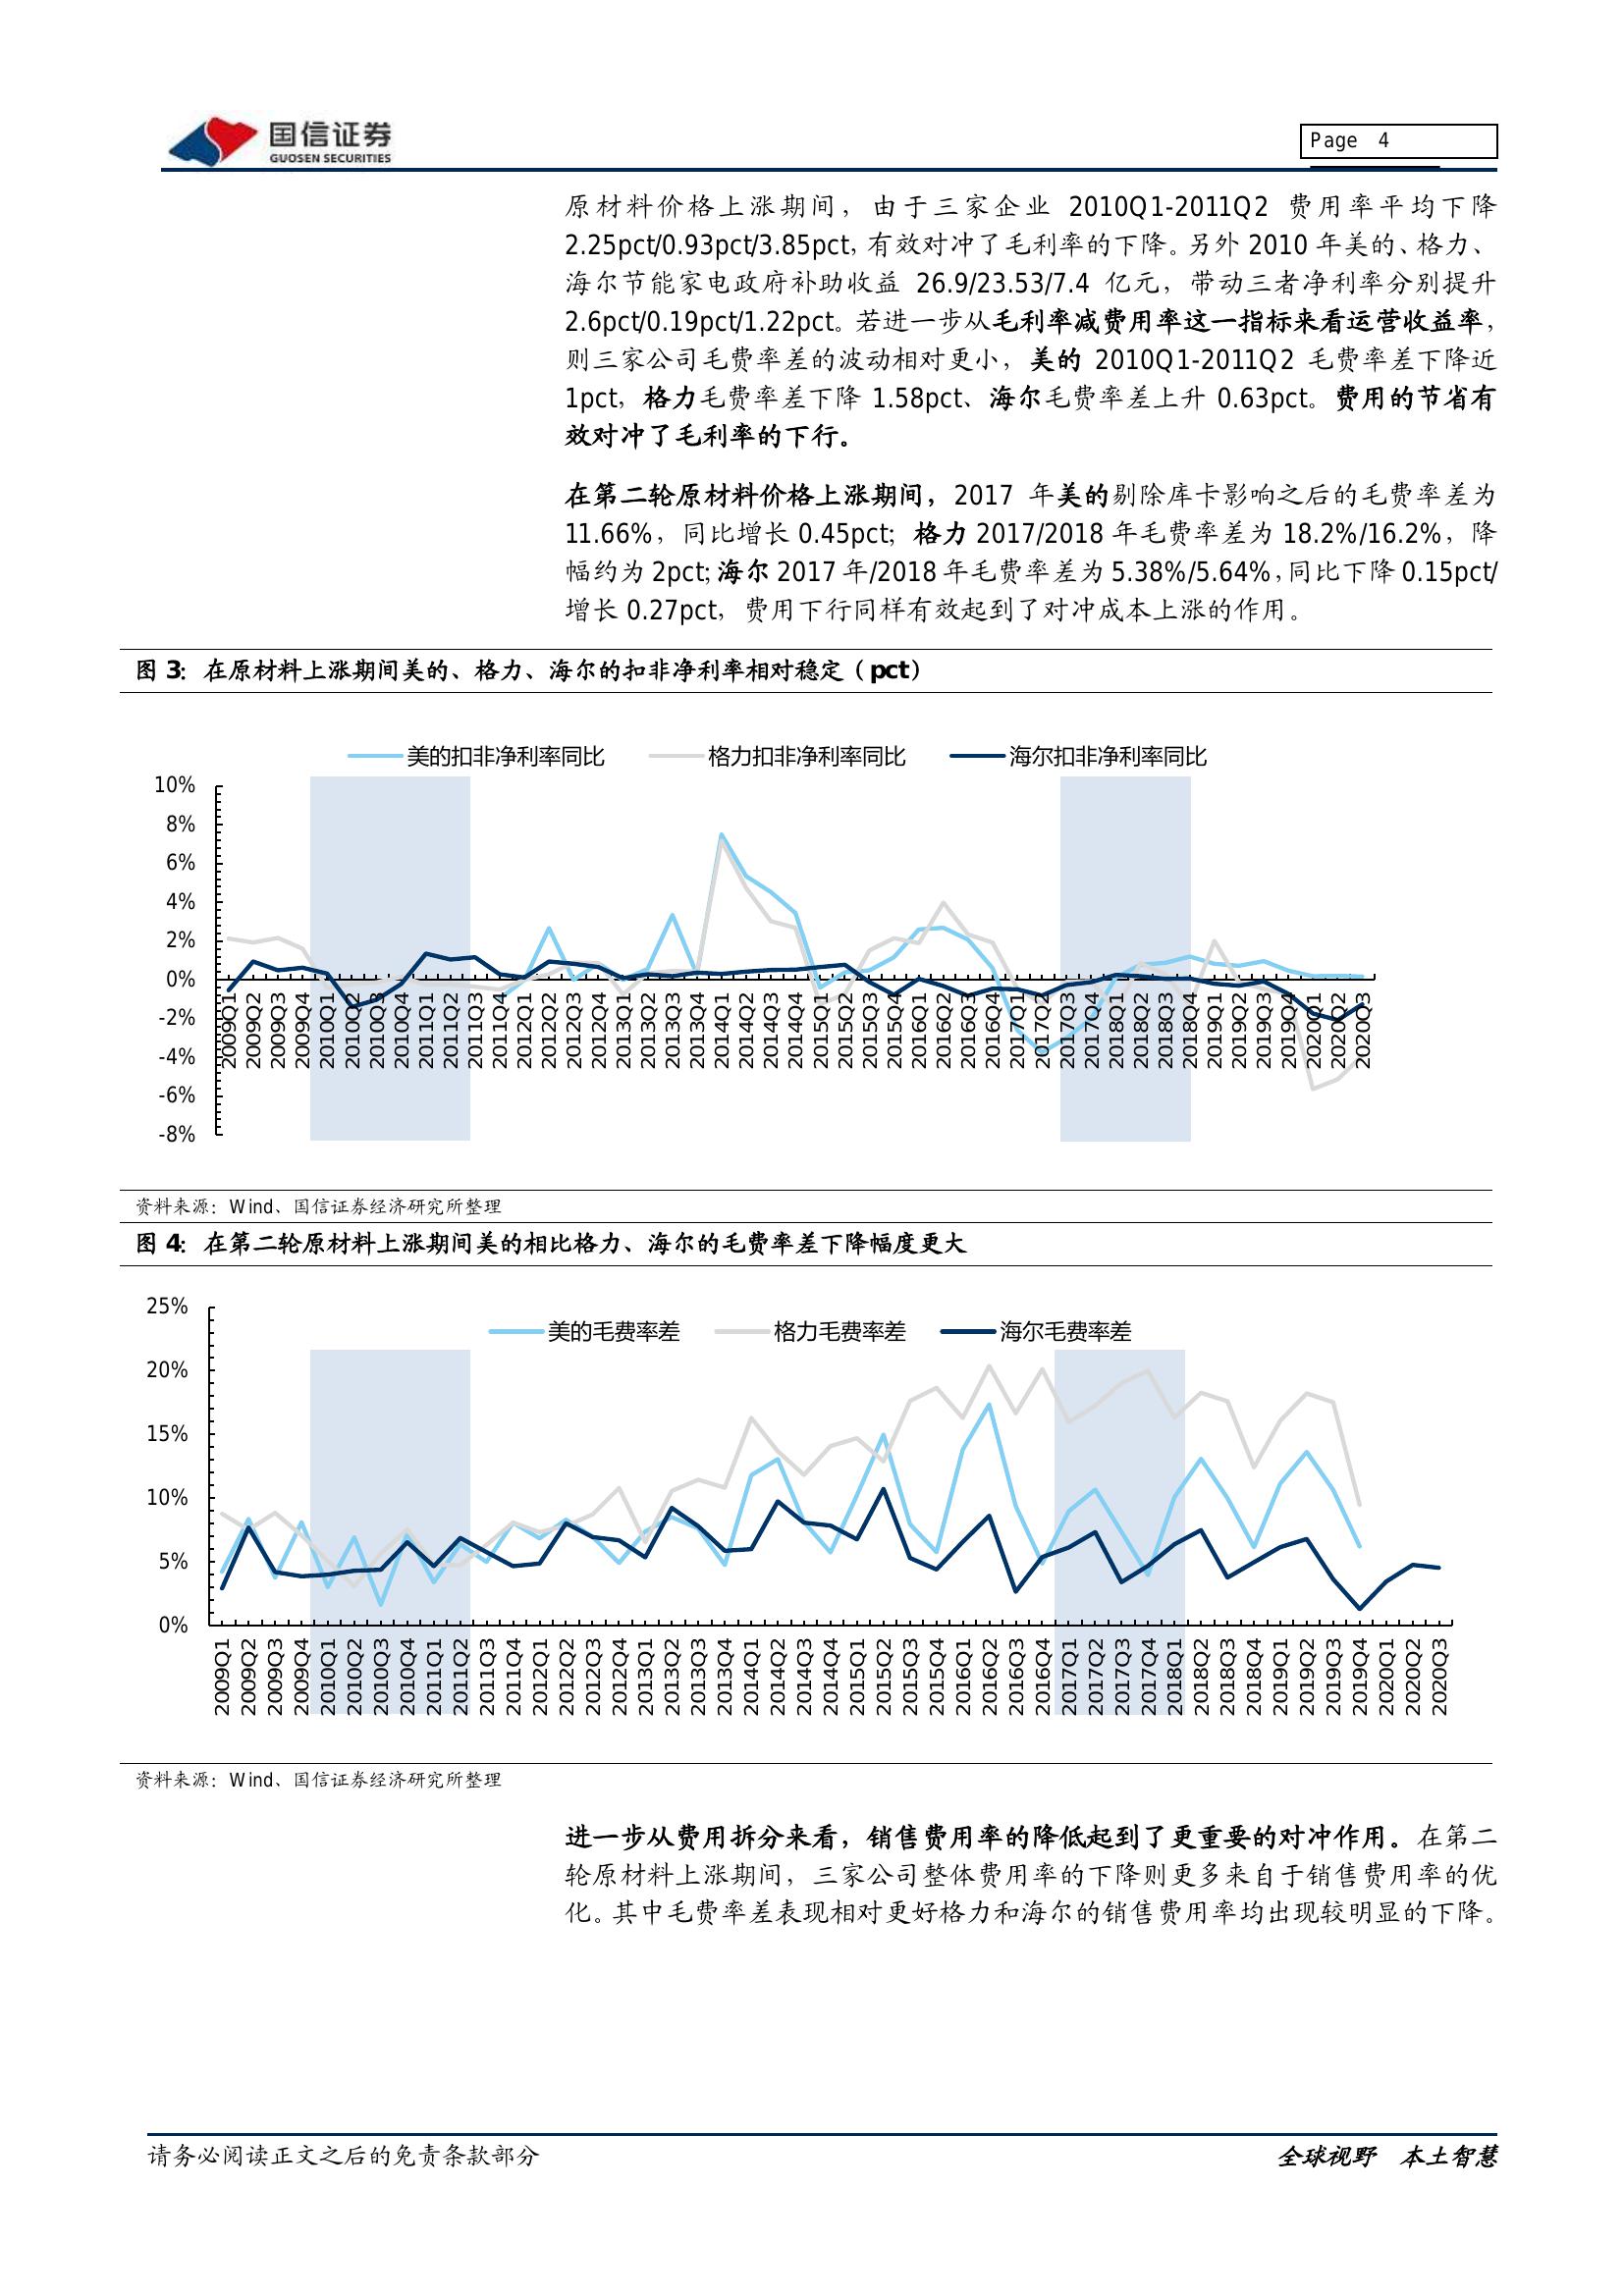 国信证券
GUOSEN SECURITIES
Page 4
原材料价格上涨期间，由于三家企业 2010Q1-2011Q2 费用率平均下降
2.25pct/0.93pct/3.85pct，有效对冲了毛利率的下降。另外 2010 年美的、格力、
海尔节能家电政府补助收益 26.9/23.53/7.4 亿元，带动三者净利率分别提升
2.6pct/0.19pct/1.22pct。若进一步从毛利率减费用率这一指标来看运营收益率，
则三家公司毛费率差的波动相对更小，美的 2010Q1-2011Q2 毛费率差下降近
1pct，格力毛费率差下降 1.58pct、海尔毛费率差上升 0.63pct。费用的节省有
效对冲了毛利率的下行。
在第二轮原材料价格上涨期间，2017 年美的剔除库卡影响之后的毛费率差为
11.66%，同比增长 0.45pct；格力 2017/2018 年毛费率差为 18.2%/16.2%，降
幅约为 2pct；海尔 2017 年/2018 年毛费率差为 5.38%/5.64%，同比下降 0.15pct/
增长 0.27pct，费用下行同样有效起到了对冲成本上涨的作用。
图 3：在原材料上涨期间美的、格力、海尔的扣非净利率相对稳定（pct）
美的扣非净利率同比 格力扣非净利率同比 海尔扣非净利率同比
10%
8%
6%
4%
2%
0%
-2%
-4%
-6%
-8%
2009Q1 2009Q2 2009Q3 2009Q4 2010Q1 2010Q2 2010Q3 2010Q4 2011Q1 2011Q2 2011Q3 2011Q4 2012Q1 2012Q2 2012Q3 2012Q4 2013Q1 2013Q2 2013Q3 2013Q4 2014Q1 2014Q2 2014Q3 2014Q4 2015Q1 2015Q2 2015Q3 2015Q4 2016Q1 2016Q2 2016Q3 2016Q4 2017Q1 2017Q2 2017Q3 2017Q4 2018Q1 2018Q2 2018Q3 2018Q4 2019Q1 2019Q2 2019Q3 2019Q4 2020Q1 2020Q2 2020Q3
资料来源：Wind、国信证券经济研究所整理
图 4：在第二轮原材料上涨期间美的相比格力、海尔的毛费率差下降幅度更大
25%
美的毛费率差 格力毛费率差 海尔毛费率差
20%
15%
10%
5%
0%
2009Q1 2009Q2 2009Q3 2009Q4 2010Q1 2010Q2 2010Q3 2010Q4 2011Q1 2011Q2 2011Q3 2011Q4 2012Q1 2012Q2 2012Q3 2012Q4 2013Q1 2013Q2 2013Q3 2013Q4 2014Q1 2014Q2 2014Q3 2014Q4 2015Q1 2015Q2 2015Q3 2015Q4 2016Q1 2016Q2 2016Q3 2016Q4 2017Q1 2017Q2 2017Q3 2017Q4 2018Q1 2018Q2 2018Q3 2018Q4 2019Q1 2019Q2 2019Q3 2019Q4 2020Q1 2020Q2 2020Q3
资料来源：Wind、国信证券经济研究所整理
进一步从费用拆分来看，销售费用率的降低起到了更重要的对冲作用。在第二
轮原材料上涨期间，三家公司整体费用率的下降则更多来自于销售费用率的优
化。其中毛费率差表现相对更好格力和海尔的销售费用率均出现较明显的下降。
请务必阅读正文之后的免责条款部分
全球视野 本土智慧